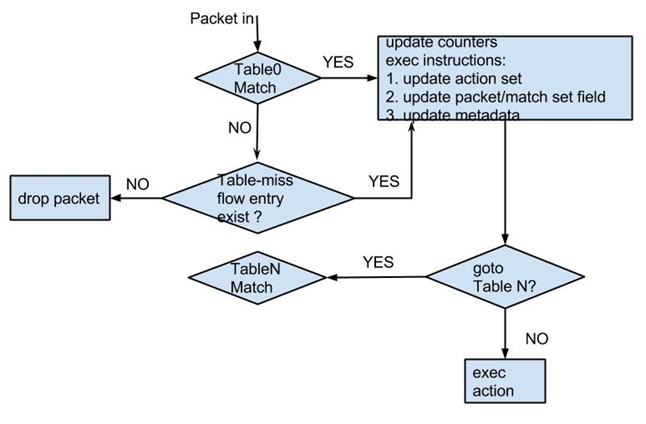 Packet in
Table0
Match
YES
update counters
exec instructions:
1. update action set
2. update packet/match set field
3. update metadata
NO
Table-miss
flow entry
exist ?
NO
drop packet
YES
TableN
Match
YES
goto
Table N?
NO
exec
action